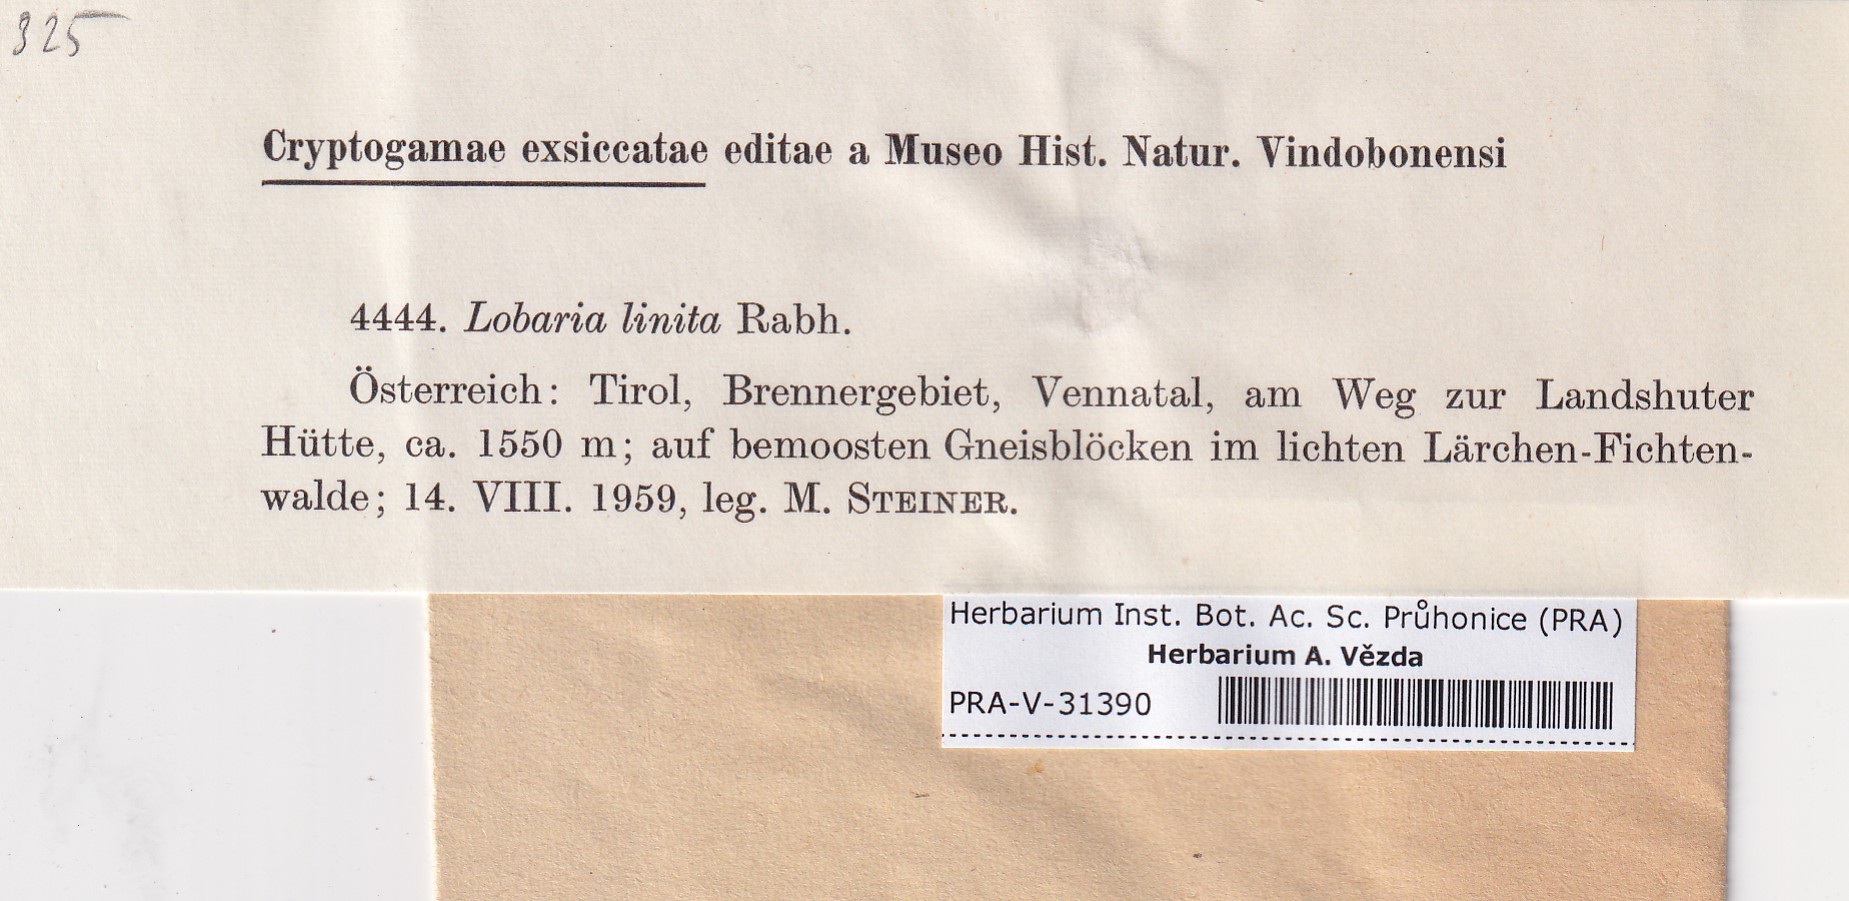 325
Cryptogamae exsiccatae editae a Museo Hist. Natur. Vindobonensi
4444. Lobaria linita Rabh.
Österreich: Tirol, Brennergebiet, Vennatal, am Weg zur Landshuter
Hütte, ca. 1550 m; auf bemoosten Gneisblöcken im lichten Lärchen-Fichten-
walde; 14. VIII. 1959, leg. M. STEINER.
Herbarium Inst. Bot. Ac. Sc. Průhonice (PRA)
Herbarium A. Vězda
PRA-V-31390